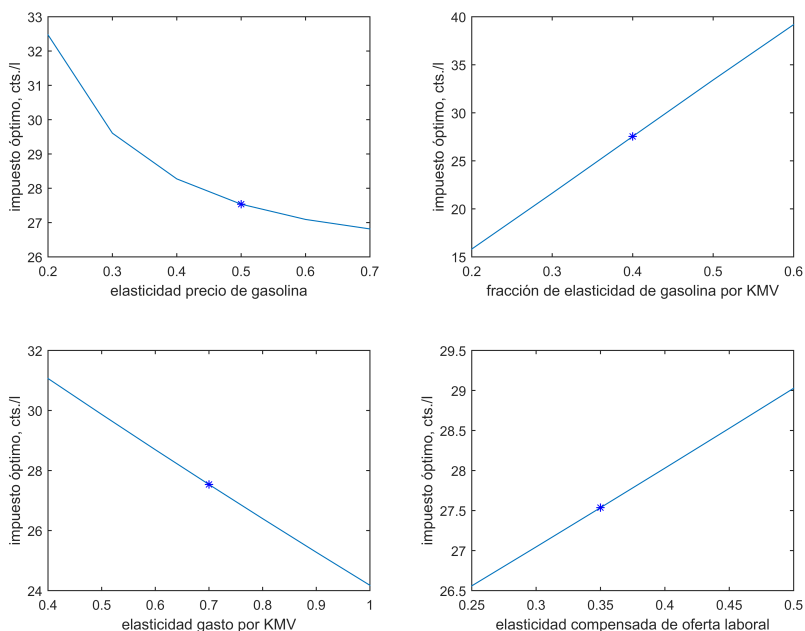 33
32
31
30
29
28
27
26
0.2 0.3 0.4 0.5 0.6 0.7
impuesto óptimo, cts./l
elasticidad precio de gasolina
40
35
30
25
20
15
0.2 0.3 0.4 0.5 0.6
impuesto óptimo, cts./l
fracción de elasticidad de gasolina por KMV
32
30
28
26
24
0.4 0.5 0.6 0.7 0.8 0.9 1
impuesto óptimo, cts./l
elasticidad gasto por KMV
29.5
29
28.5
28
27.5
27
26.5
0.25 0.3 0.35 0.4 0.45 0.5
impuesto óptimo, cts./l
elasticidad compensada de oferta laboral